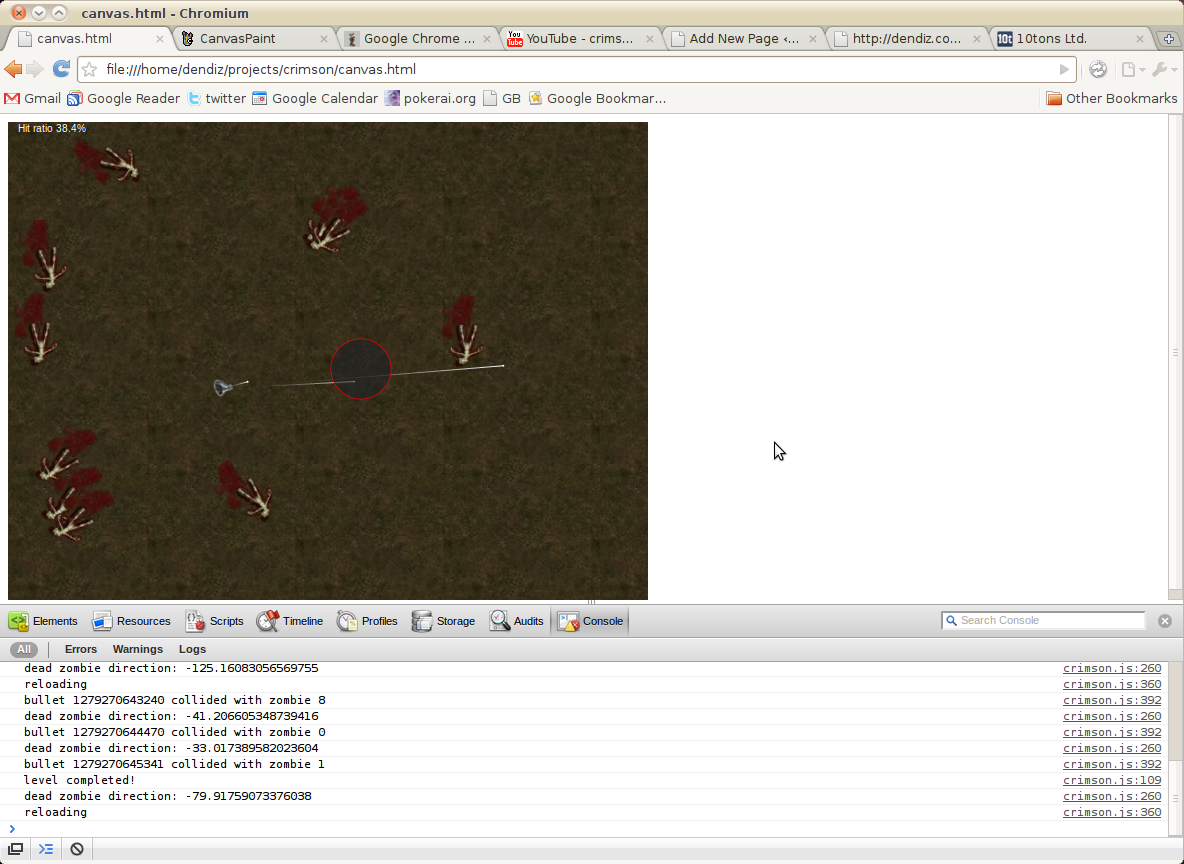 canvas.html - Chromium
canvas.html CanvasPaint Google Chrome ... YouTube - crims... Add New Page ‹... http://dendiz.co... 10tons Ltd.
file:///home/dendiz/projects/crimson/canvas.html
Gmail Google Reader twitter Google Calendar pokerai.org GB Google Bookmar... Other Bookmarks
Hit ratio 38.4%
Elements Resources Scripts Timeline Profiles Storage Audits Console Search Console
All Errors Warnings Logs
dead zombie direction: -125.16083056569755 crimson.js:260
reloading crimson.js:360
bullet 1279270643240 collided with zombie 8 crimson.js:392
dead zombie direction: -41.206605348739416 crimson.js:260
bullet 1279270644470 collided with zombie 0 crimson.js:392
dead zombie direction: -33.017389582023604 crimson.js:260
bullet 1279270645341 collided with zombie 1 crimson.js:392
level completed! crimson.js:109
dead zombie direction: -79.91759073376038 crimson.js:260
reloading crimson.js:360